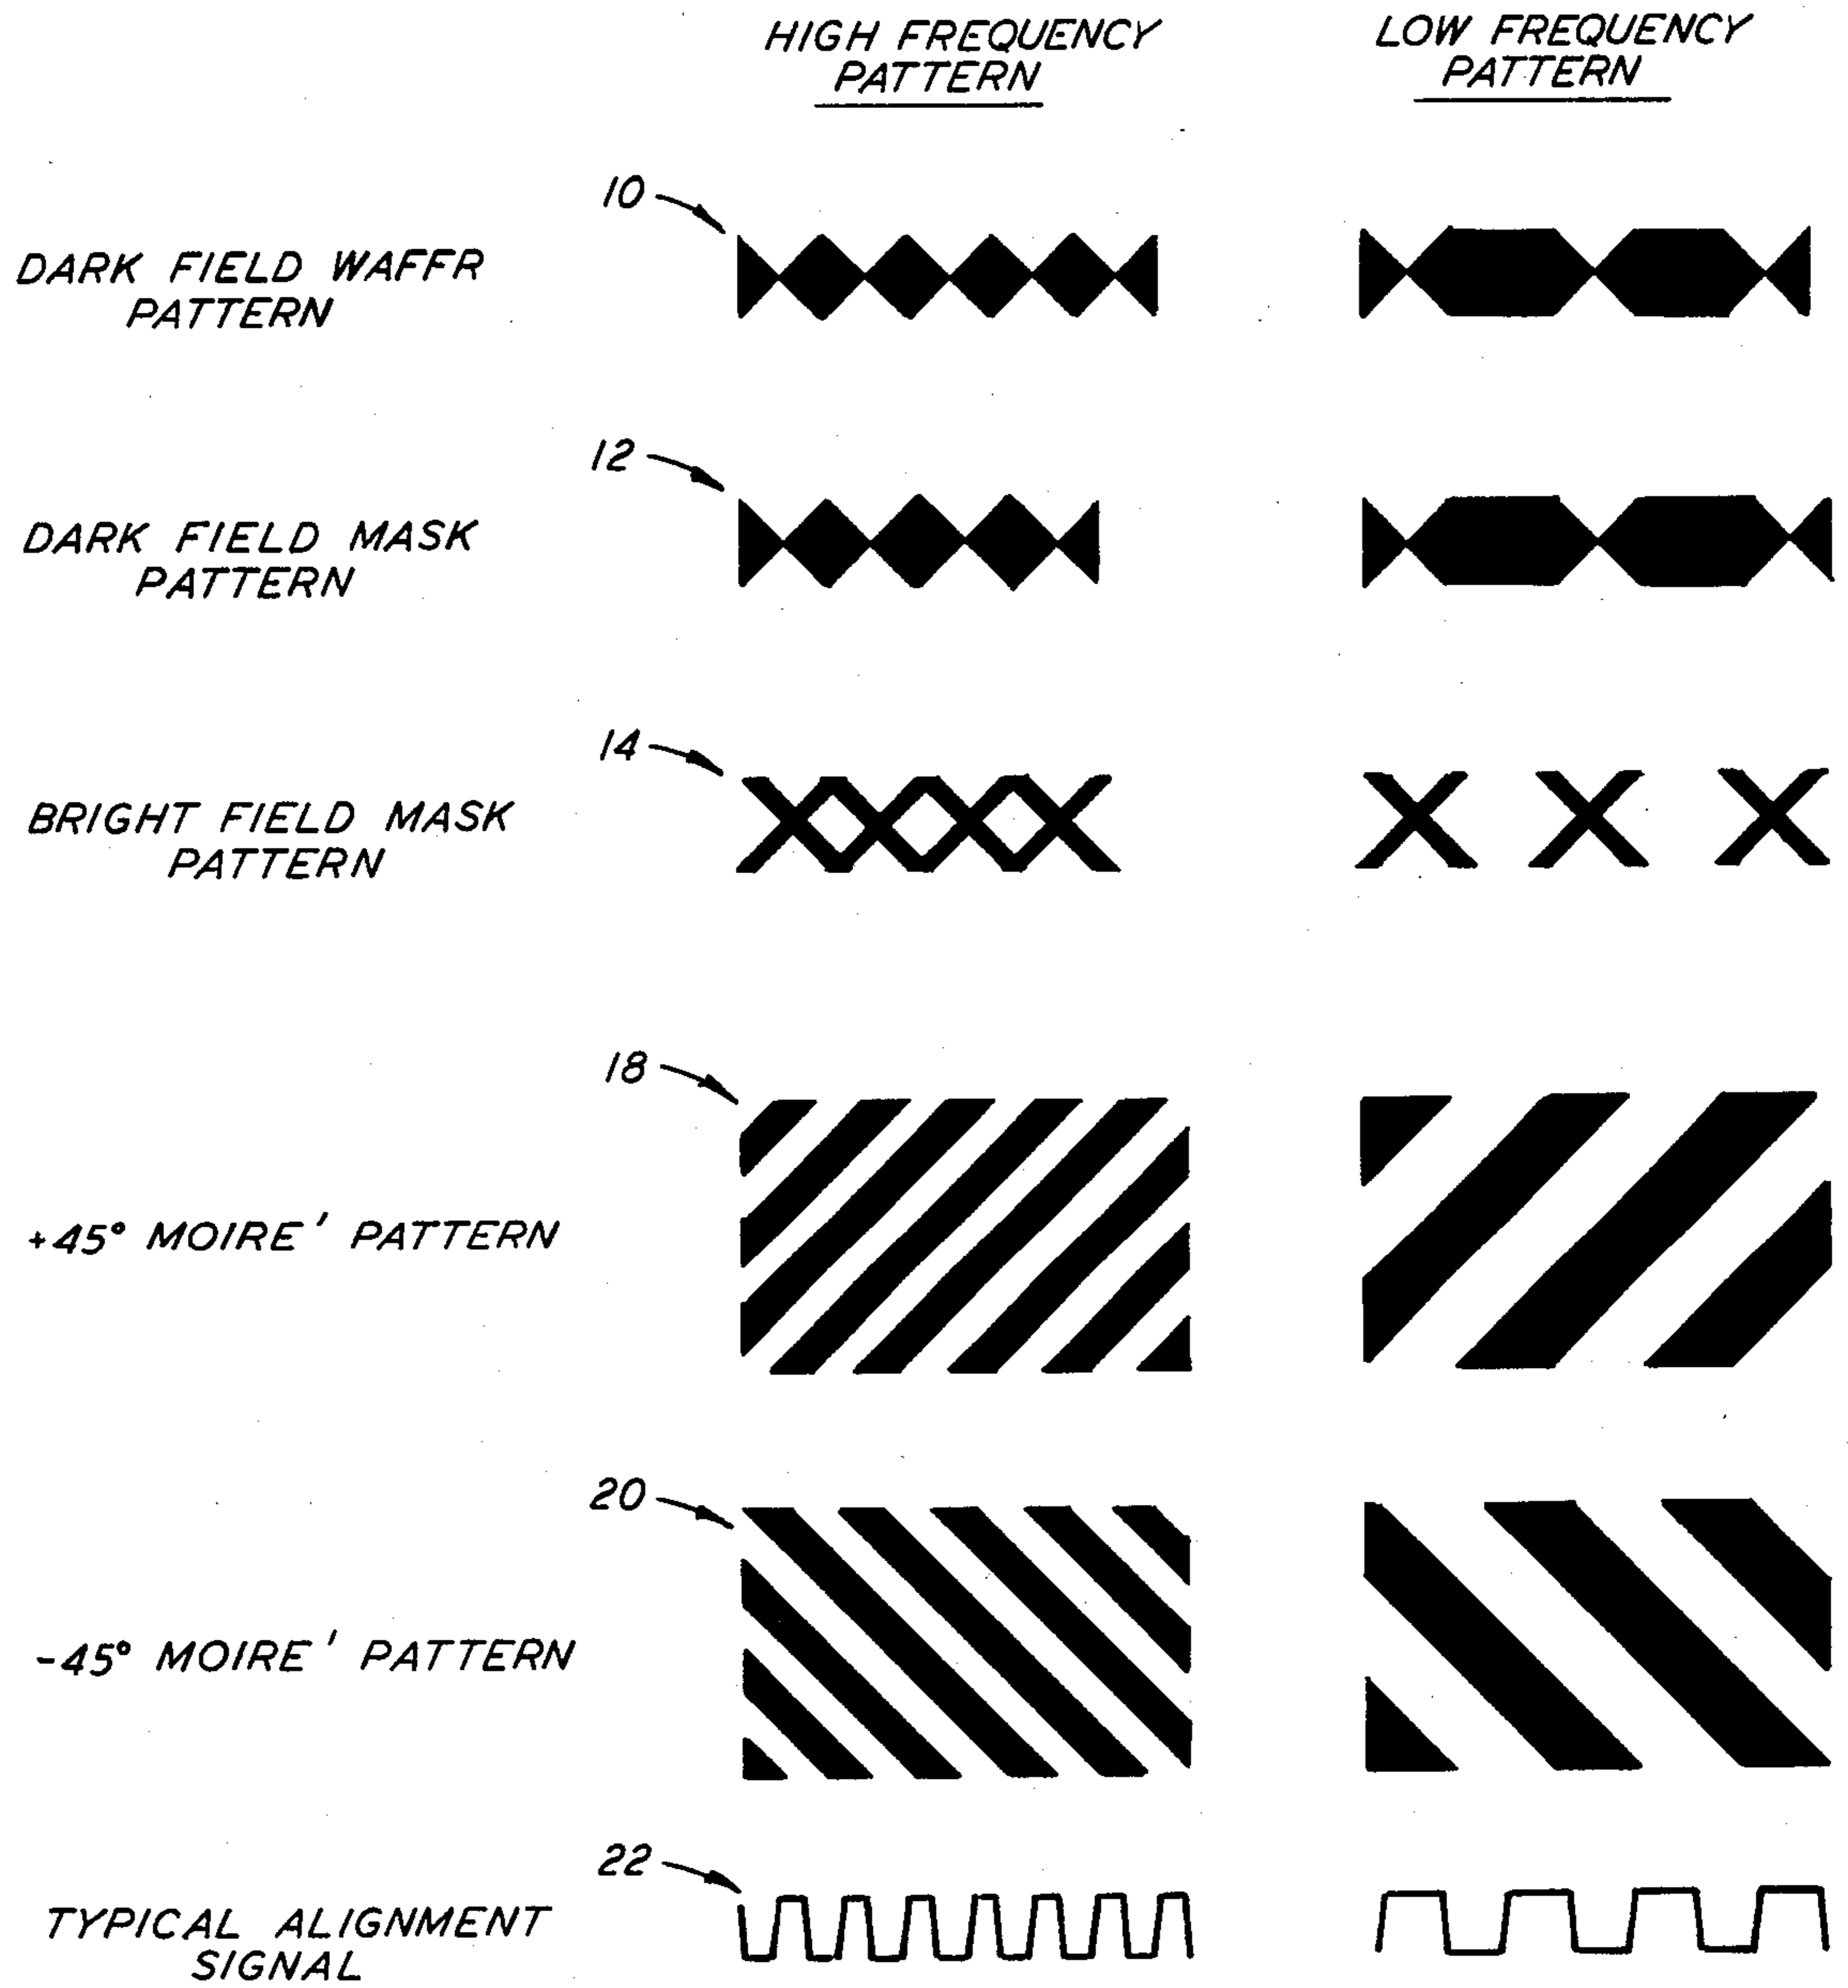 HIGH FREQUENCY
PATTERN
LOW FREQUENCY
PATTERN
10
DARK FIELD WAFFR
PATTERN
12
DARK FIELD MASK
PATTERN
14
BRIGHT FIELD MASK
PATTERN
18
+45° MOIRE' PATTERN
20
-45° MOIRE' PATTERN
22
TYPICAL ALIGNMENT
SIGNAL